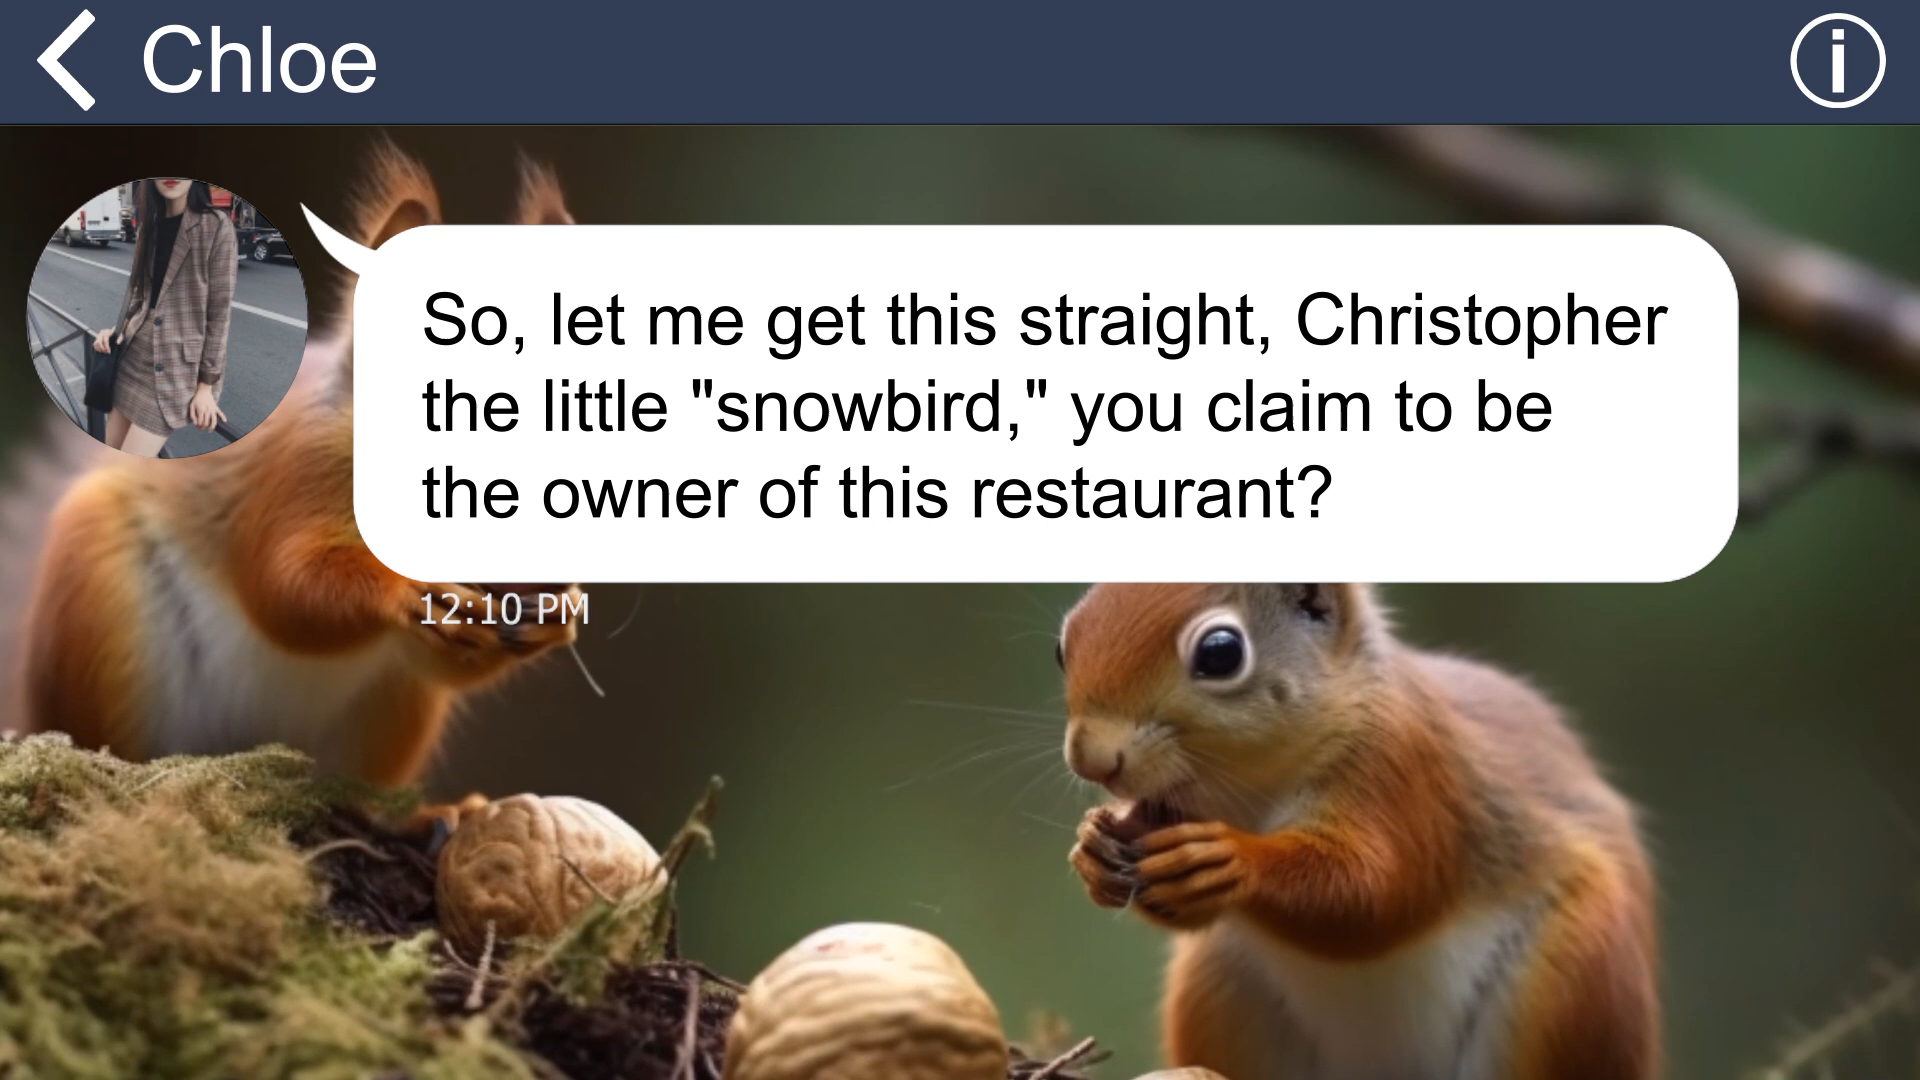 Chloe
So, let me get this straight, Christopher
the little "snowbird," you claim to be
the owner of this restaurant?
12:10 PM